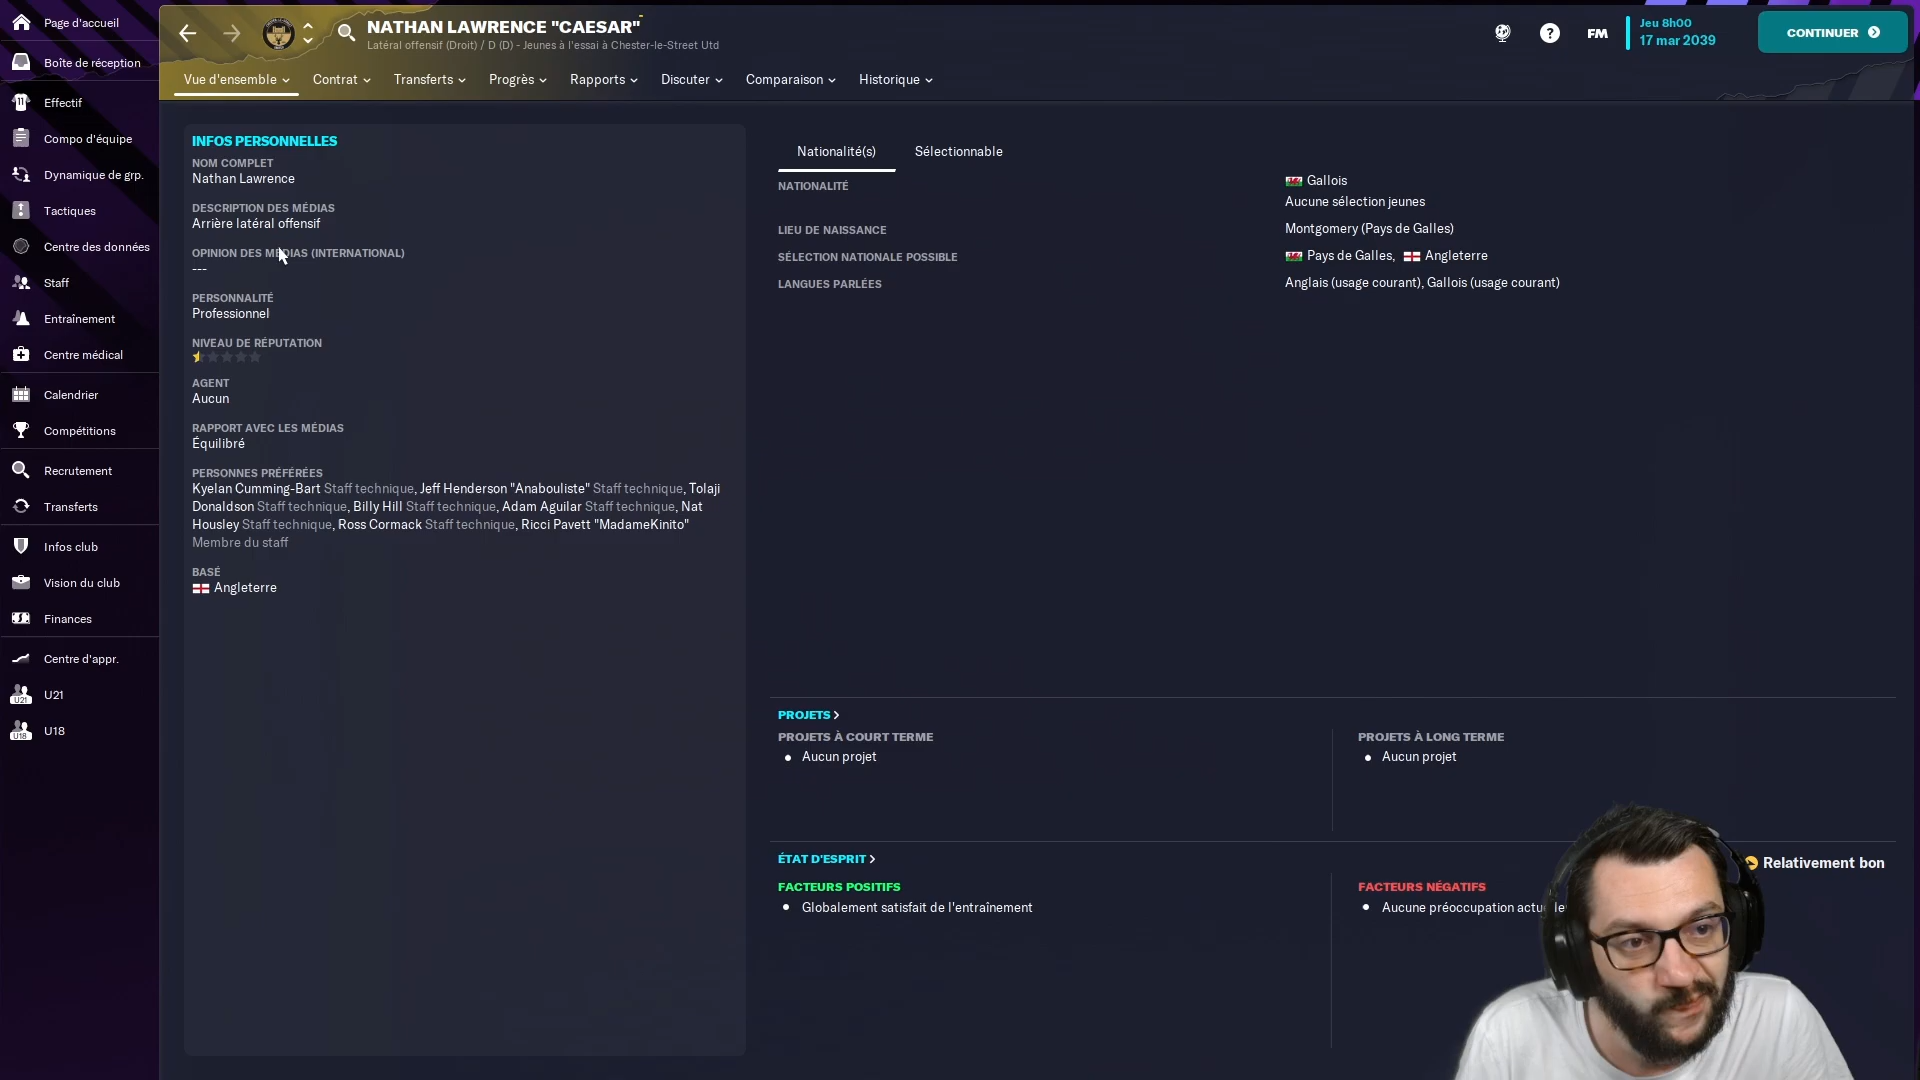 Page d'accueil
Boîte de réception
Effectif
Compo d'équipe
Dynamique de grp.
Tactiques
Centre des données
Staff
Entraînement
Centre médical
Calendrier
Compétitions
Recrutement
Transferts
Infos club
Vision du club
Finances
Centre d'appr.
U21
U21
U18
U18
NATHAN LAWRENCE "CAESAR"
Latéral offensif (Droit) / D (D) - Jeunes à l'essai à Chester-le-Street Utd
?
FM
Jeu 8h00
17 mar 2039
CONTINUER
Vue d'ensemble
Contrat
Transferts
Progrès
Rapports
Discuter
Comparaison
Historique
INFOS PERSONNELLES
NOM COMPLET
Nathan Lawrence
DESCRIPTION DES MÉDIAS
Arrière latéral offensif
OPINION DES MÉDIAS (INTERNATIONAL)
---
PERSONNALITÉ
Professionnel
NIVEAU DE RÉPUTATION
AGENT
Aucun
RAPPORT AVEC LES MÉDIAS
Équilibré
PERSONNES PRÉFÉRÉES
Kyelan Cumming-Bart Staff technique, Jeff Henderson "Anabouliste" Staff technique, Tolaji
Donaldson Staff technique, Billy Hill Staff technique, Adam Aguilar Staff technique, Nat
Housley Staff technique, Ross Cormack Staff technique, Ricci Pavett "MadameKinito"
Membre du staff
BASÉ
Angleterre
Nationalité(s)
Sélectionnable
NATIONALITÉ
Gallois
Aucune sélection jeunes
LIEU DE NAISSANCE
Montgomery (Pays de Galles)
SÉLECTION NATIONALE POSSIBLE
Pays de Galles, Angleterre
LANGUES PARLÉES
Anglais (usage courant), Gallois (usage courant)
PROJETS
PROJETS À COURT TERME
Aucun projet
PROJETS À LONG TERME
Aucun projet
ÉTAT D'ESPRIT
Relativement bon
FACTEURS POSITIFS
Globalement satisfait de l'entraînement
FACTEURS NÉGATIFS
Aucune préoccupation